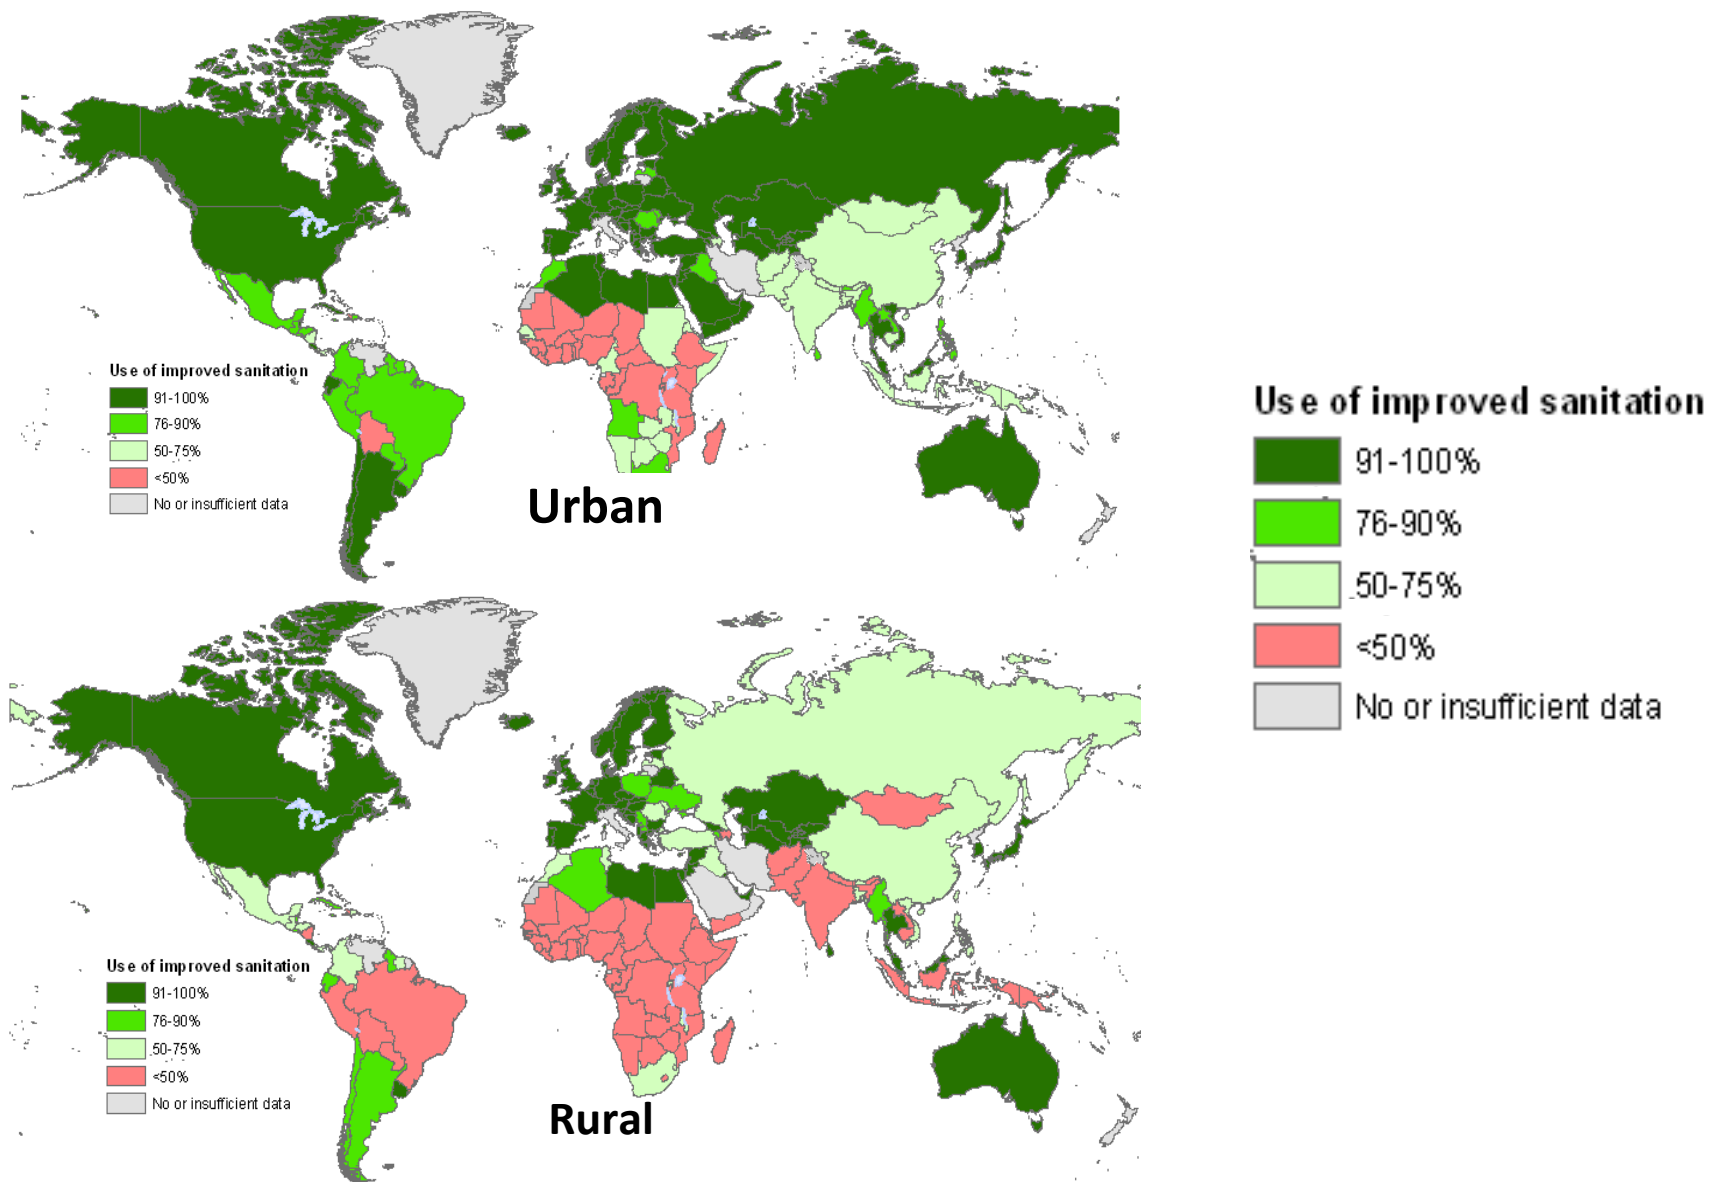 Use of improved sanitation
91-100%
76-90%
50-75%
<50%
No or insufficient data
Urban
Use of improved sanitation
91-100%
76-90%
50-75%
<50%
No or insufficient data
Use of improved sanitation
91-100%
76-90%
50-75%
<50%
No or insufficient data
Rural